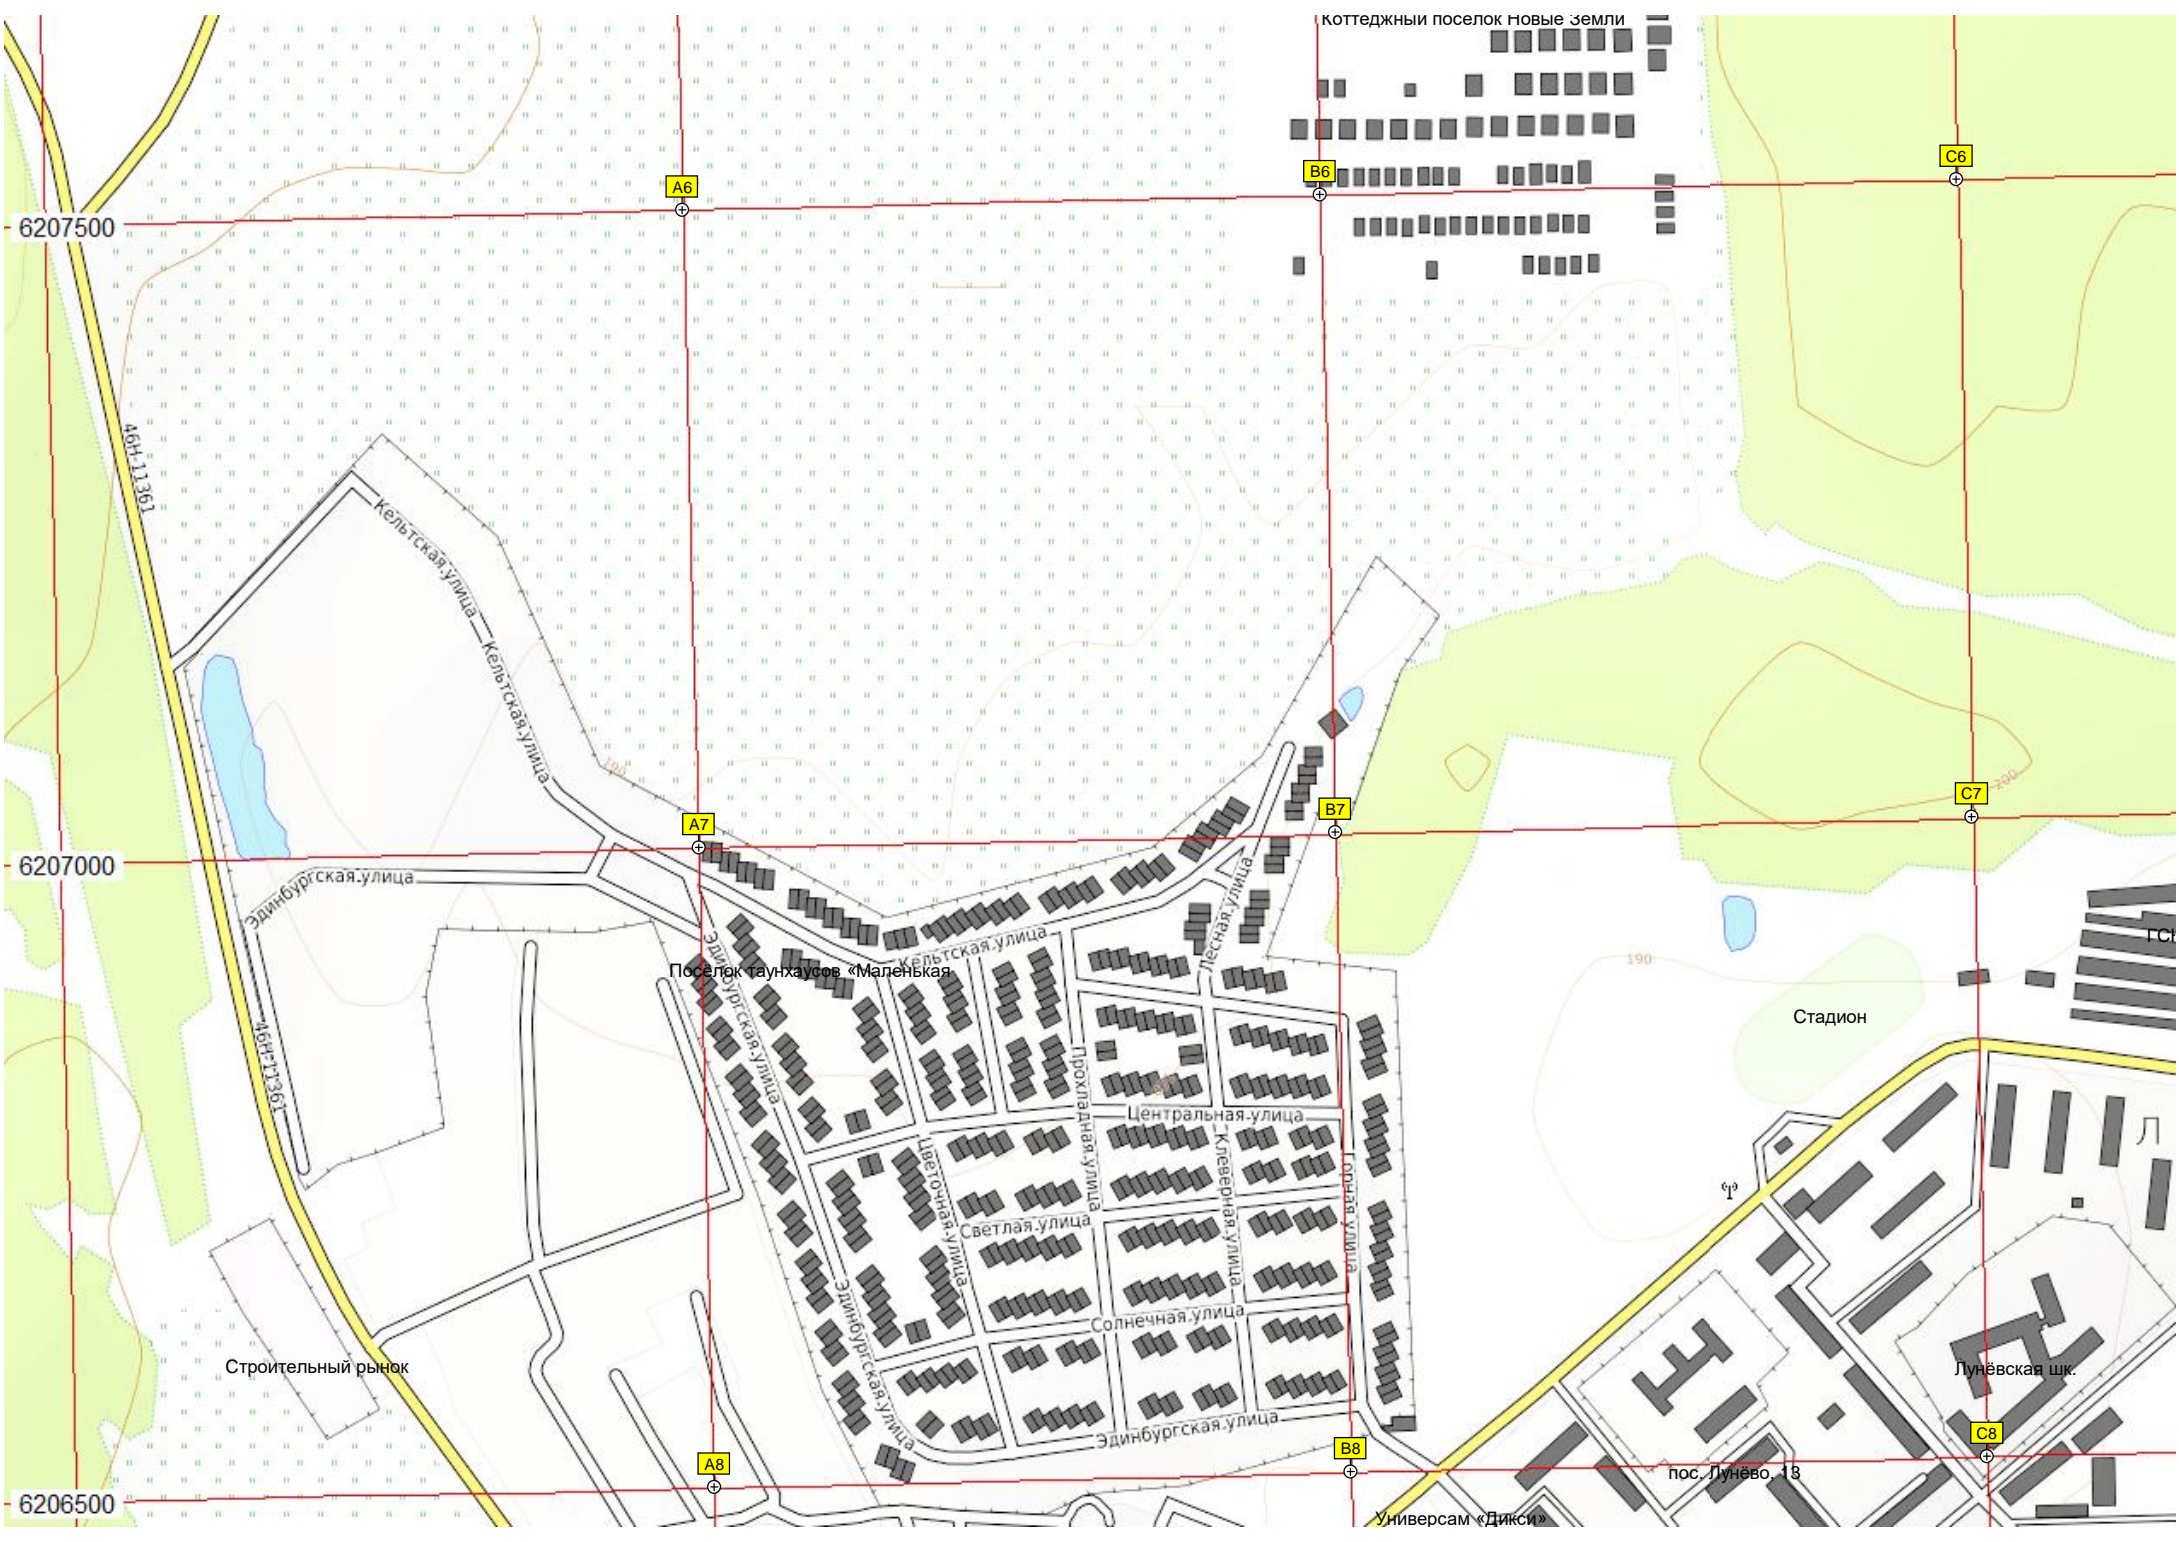 Коттеджный поселок Новые Земли
C6
B6
A6
6207500
46Н-11361
Кельтская улица
Кельтская улица
190
200
C7
B7
A7
6207000
Эдинбургская улица
Лесная улица
ГСК
Кельтская улица
190
Посёлок таунхаусов «Маленькая
Эдинбургская улица
Стадион
46Н-11361
Прохладная улица
Центральная улица
Л
Цветочная улица
Клеверная улица
Горная улица
Светлая улица
Солнечная улица
Эдинбургская улица
Строительный рынок
Лунёвская шк.
Эдинбургская улица
C8
B8
A8
пос. Лунёво, 13
6206500
Универсам «Дикси»